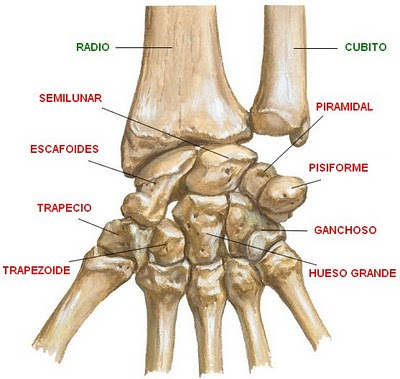 RADIO
CUBITO
SEMILUNAR
PIRAMIDAL
ESCAFOIDES
PISIFORME
TRAPECIO
GANCHOSO
TRAPEZOIDE
HUESO GRANDE